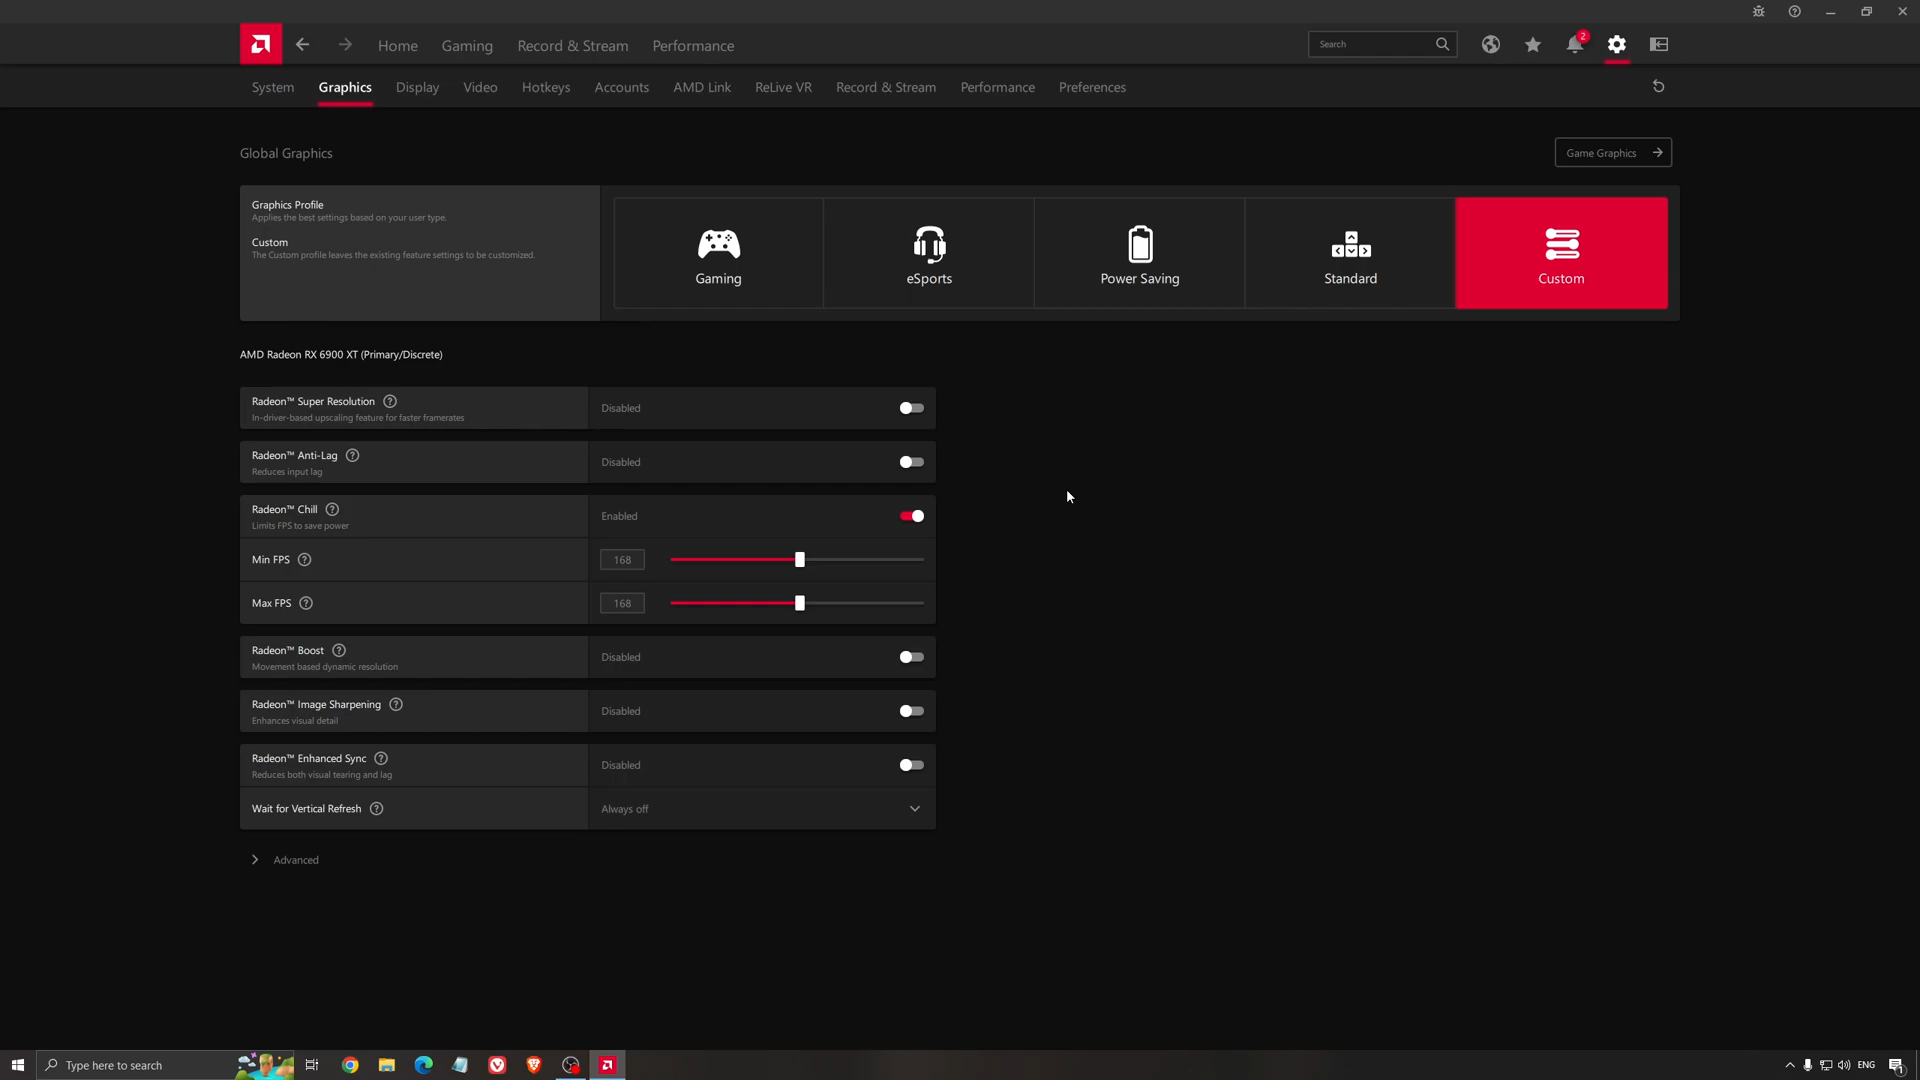 Home Gaming Record & Stream Performance Search 2
System Graphics Display Video Hotkeys Accounts AMD Link ReLive VR Record & Stream Performance Preferences
Global Graphics
Game Graphics
Graphics Profile
Applies the best settings based on your user type.
Custom
The Custom profile leaves the existing feature settings to be customized.
Gaming
eSports
Power Saving
Standard
Custom
AMD Radeon RX 6900 XT (Primary/Discrete)
Radeon™ Super Resolution
In-driver-based upscaling feature for faster framerates
Disabled
Radeon™ Anti-Lag
Reduces input lag
Disabled
Radeon™ Chill
Limits FPS to save power
Enabled
Min FPS
168
Max FPS
168
Radeon™ Boost
Movement based dynamic resolution
Disabled
Radeon™ Image Sharpening
Enhances visual detail
Disabled
Radeon™ Enhanced Sync
Reduces both visual tearing and lag
Disabled
Wait for Vertical Refresh
Always off
Advanced
Type here to search
ENG
1